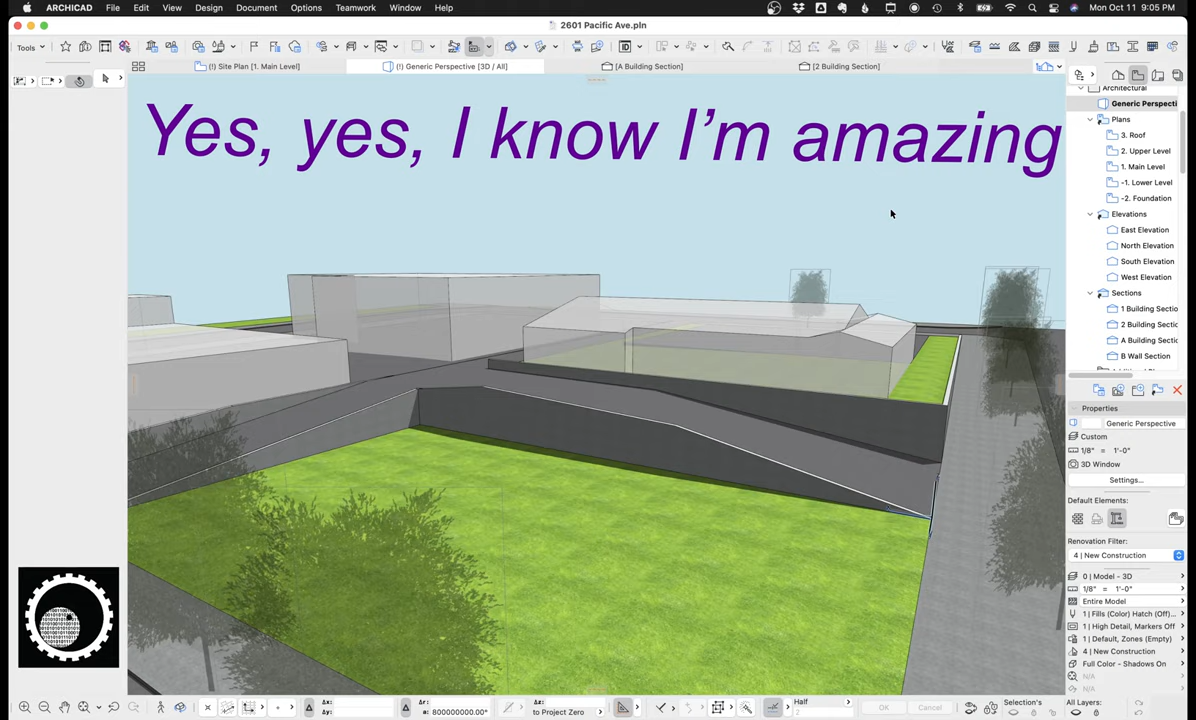 ARCHICAD File Edit View Design Document Options Teamwork Window Help Mon Oct 11 9:05 PM
2601 Pacific Ave.pln
Tools
(!) Site Plan [1. Main Level] (!) Generic Perspective [3D / All] [A Building Section] [2 Building Section]
Yes, yes, I know I'm amazing
Architectural
Generic Perspecti
Plans
3. Roof
2. Upper Level
1. Main Level
-1. Lower Level
-2. Foundation
Elevations
East Elevation
North Elevation
South Elevation
West Elevation
Sections
1 Building Sectio
2 Building Sectio
A Building Sectio
B Wall Section
Properties
Generic Perspective
Custom
1/8" = 1'-0"
3D Window
Settings...
Default Elements:
Renovation Filter:
4 | New Construction
0 | Model - 3D
1/8" = 1'-0"
Entire Model
1 | Fills (Color) Hatch (Off)...
1 | High Detail, Markers Off
1 | Default, Zones (Empty)
4 | New Construction
Full Color - Shadows On
N/A
N/A
Δx:
Δy:
Δr:
a: 800000000.00°
Δz:
to Project Zero
Half
2
OK Cancel
Selection's
All Layers: